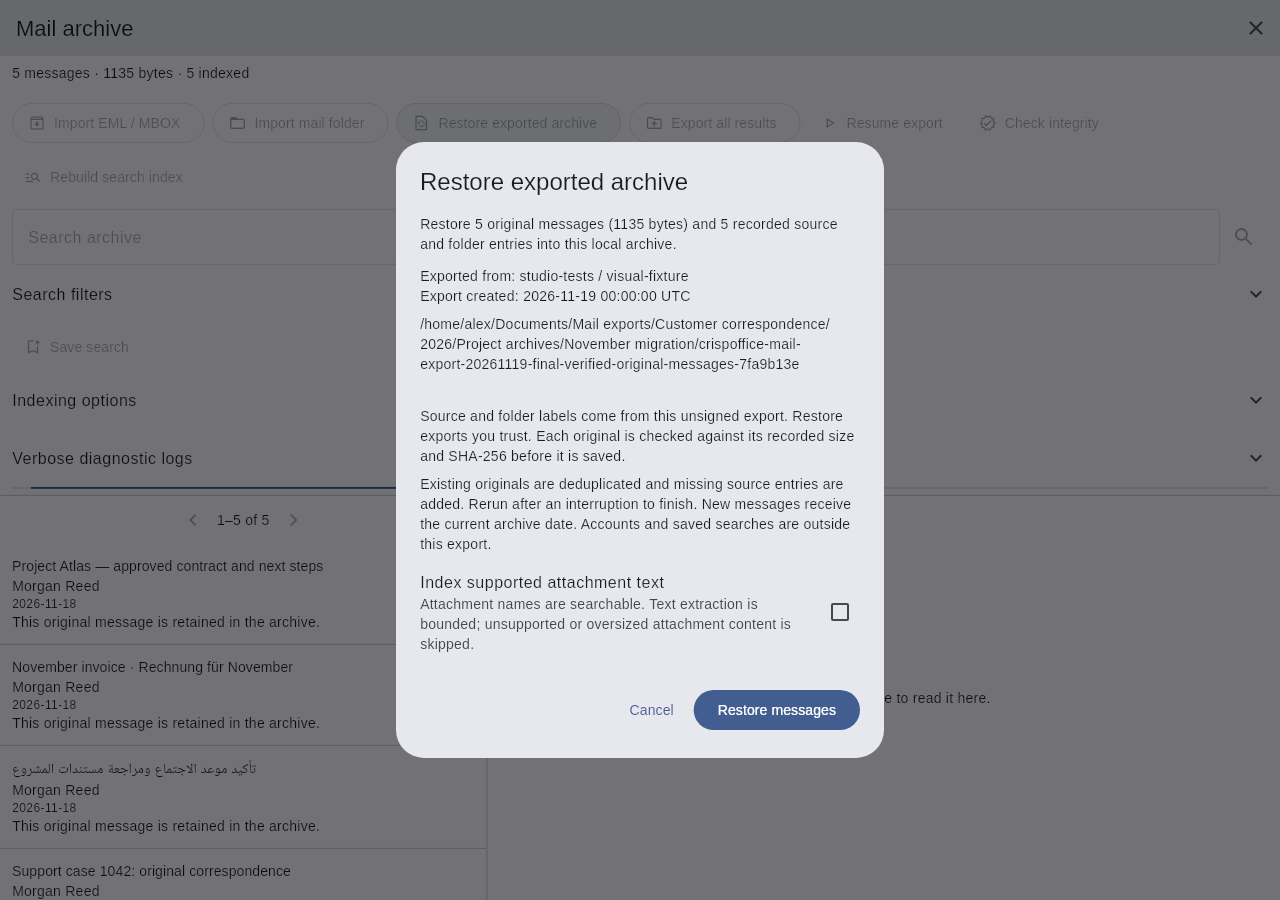 Mail archive
5 messages · 1135 bytes · 5 indexed
Import EML / MBOX
Import mail folder
Restore exported archive
Export all results
Resume export
Check integrity
Rebuild search index
Search archive
Search filters
Save search
Indexing options
Verbose diagnostic logs
1–5 of 5
Project Atlas — approved contract and next steps
Morgan Reed
2026-11-18
This original message is retained in the archive.
November invoice · Rechnung für November
Morgan Reed
2026-11-18
This original message is retained in the archive.
تأكيد موعد الاجتماع ومراجعة مستندات المشروع
Morgan Reed
2026-11-18
This original message is retained in the archive.
Support case 1042: original correspondence
Morgan Reed
to read it here.
Restore exported archive
Restore 5 original messages (1135 bytes) and 5 recorded source
and folder entries into this local archive.
Exported from: studio-tests / visual-fixture
Export created: 2026-11-19 00:00:00 UTC
/home/alex/Documents/Mail exports/Customer correspondence/
2026/Project archives/November migration/crispoffice-mail-
export-20261119-final-verified-original-messages-7fa9b13e
Source and folder labels come from this unsigned export. Restore
exports you trust. Each original is checked against its recorded size
and SHA-256 before it is saved.
Existing originals are deduplicated and missing source entries are
added. Rerun after an interruption to finish. New messages receive
the current archive date. Accounts and saved searches are outside
this export.
Index supported attachment text
Attachment names are searchable. Text extraction is
bounded; unsupported or oversized attachment content is
skipped.
Cancel
Restore messages